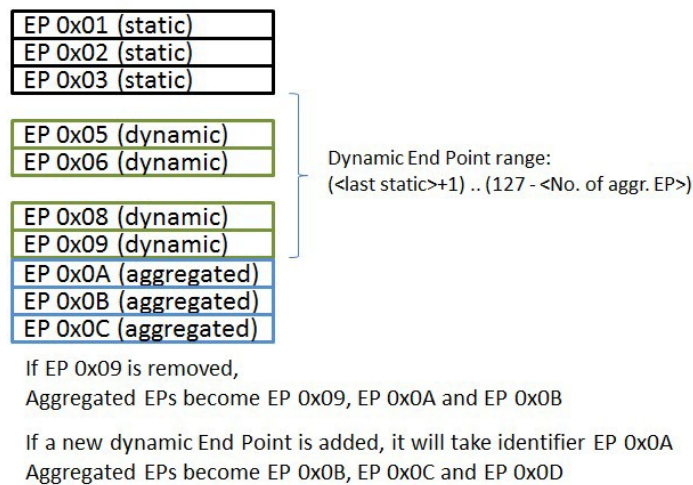 EP 0x01 (static)
EP 0x02 (static)
EP 0x03 (static)
EP 0x05 (dynamic)
EP 0x06 (dynamic)
Dynamic End Point range:
(<last static>+1) .. (127 - <No. of aggr. EP>)
EP 0x08 (dynamic)
EP 0x09 (dynamic)
EP 0x0A (aggregated)
EP 0x0B (aggregated)
EP 0x0C (aggregated)
If EP 0x09 is removed,
Aggregated EPs become EP 0x09, EP 0x0A and EP 0x0B
If a new dynamic End Point is added, it will take identifier EP 0x0A
Aggregated EPs become EP 0x0B, EP 0x0C and EP 0x0D